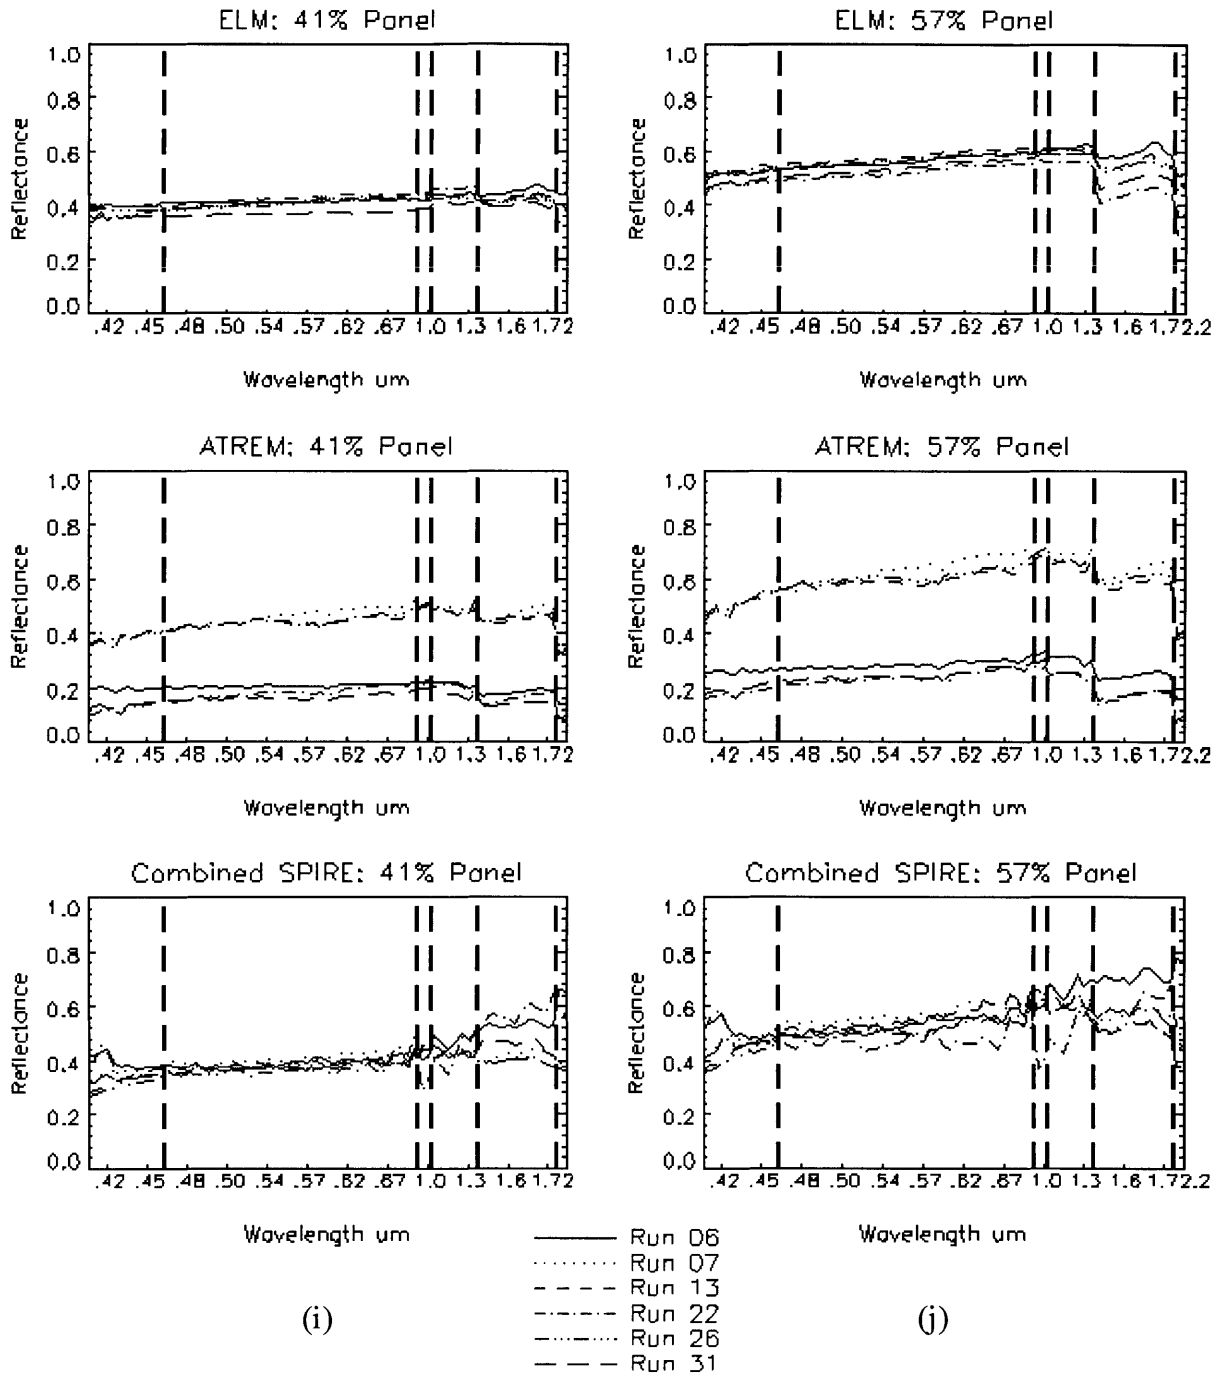 ELM: 41% Panel
ELM: 57% Panel
Reflectance
1.0
0.8
0.6
0.4
0.2
0.0
.42 .45 .48 .50 .54 .57 .62 .67 1.0 1.3 1.6 1.72
Wavelength um
Reflectance
1.0
0.8
0.6
0.4
0.2
0.0
.42 .45 .48 .50 .54 .57 .62 .67 1.0 1.3 1.6 1.72.2
Wavelength um
ATREM: 41% Panel
ATREM: 57% Panel
Reflectance
1.0
0.8
0.6
0.4
0.2
0.0
.42 .45 .48 .50 .54 .57 .62 .67 1.0 1.3 1.6 1.72
Wavelength um
Reflectance
1.0
0.8
0.6
0.4
0.2
0.0
.42 .45 .48 .50 .54 .57 .62 .67 1.0 1.3 1.6 1.72.2
Wavelength um
Combined SPIRE: 41% Panel
Combined SPIRE: 57% Panel
Reflectance
1.0
0.8
0.6
0.4
0.2
0.0
.42 .45 .48 .50 .54 .57 .62 .67 1.0 1.3 1.6 1.72
Wavelength um
Reflectance
1.0
0.8
0.6
0.4
0.2
0.0
.42 .45 .48 .50 .54 .57 .62 .67 1.0 1.3 1.6 1.72.2
Wavelength um
Run 06
Run 07
Run 13
Run 22
Run 26
Run 31
(i)
(j)